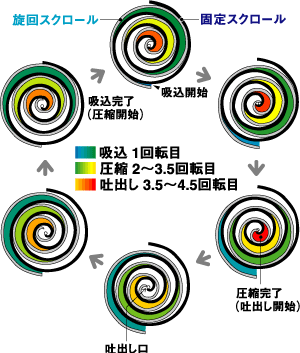 旋回スクロール
固定スクロール
吸込開始
吸込完了
(圧縮開始)
吸込 1回転目
圧縮 2〜3.5回転目
吐出し 3.5〜4.5回転目
圧縮完了
(吐出し開始)
吐出し口